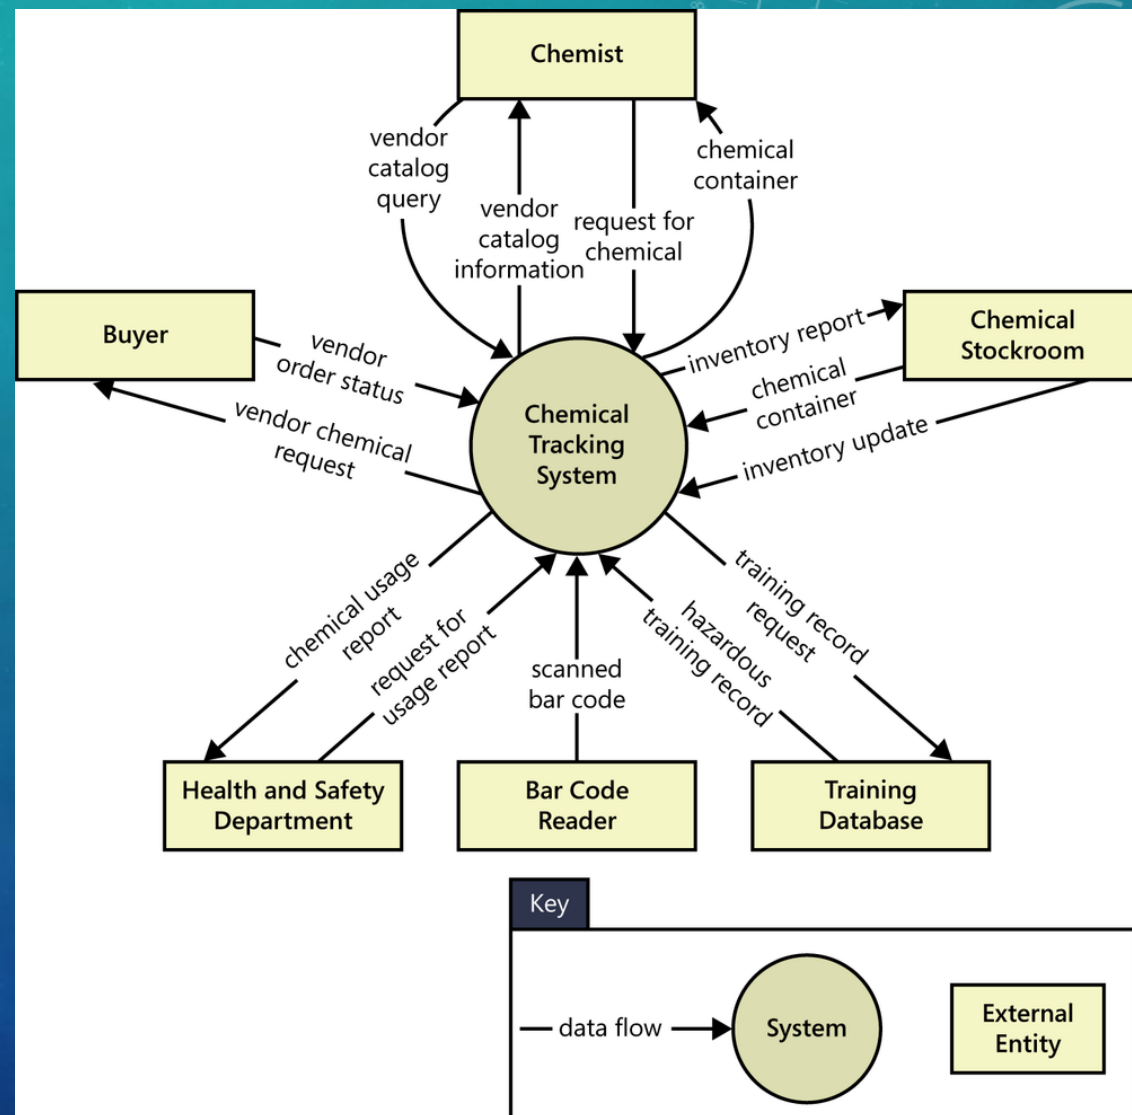 Chemist
vendor
catalog
query
vendor
catalog
information
request for
chemical
chemical
container
Buyer
vendor
order status
vendor chemical
request
Chemical
Tracking
System
inventory report
chemical
container
inventory update
Chemical
Stockroom
chemical usage
report
request for
usage report
scanned
bar code
hazardous
training record
training record
request
Health and Safety
Department
Bar Code
Reader
Training
Database
Key
data flow
System
External
Entity